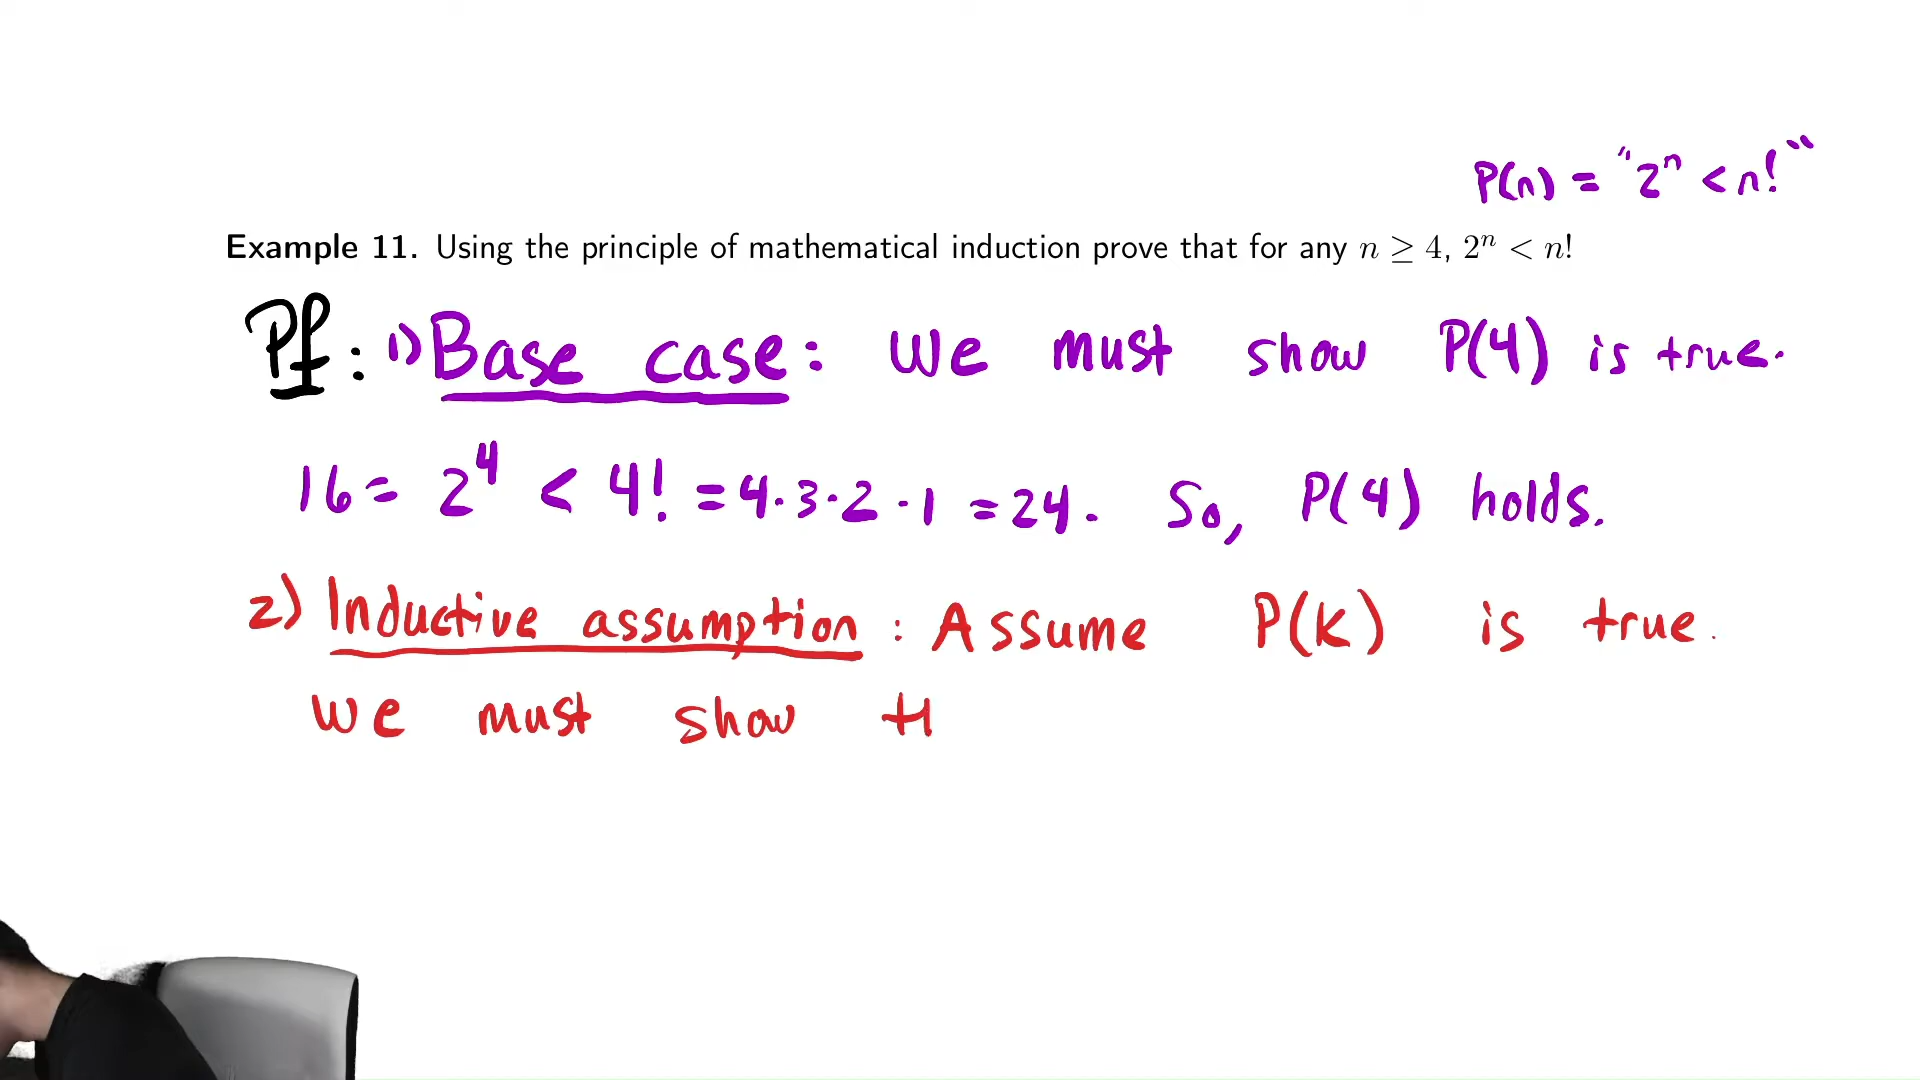 P(n) = "2ⁿ < n!"
Example 11. Using the principle of mathematical induction prove that for any n ≥ 4, 2ⁿ < n!
Pf: 1) Base case: We must show P(4) is true.
16 = 2⁴ < 4! = 4·3·2·1 = 24. So, P(4) holds.
2) Inductive assumption: Assume P(k) is true.
We must show th